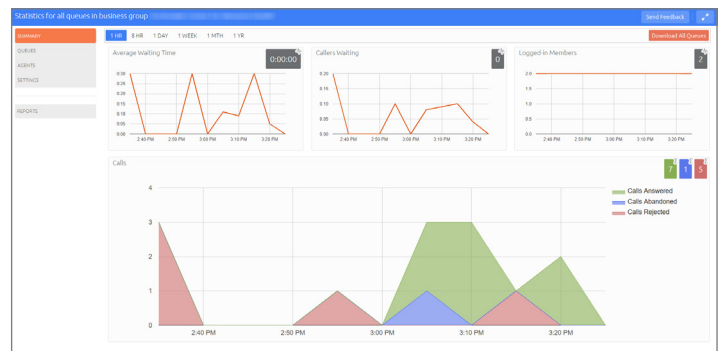 Statistics for all queues in business group
Send Feedback
SUMMARY
QUEUES
AGENTS
SETTINGS
REPORTS
1 HR 8 HR 1 DAY 1 WEEK 1 MTH 1 YR
Download All Queues
Average Waiting Time
0:00:00
0:30
0:20
0:15
0:10
0:05
0:00
2:40 PM 2:50 PM 3:00 PM 3:10 PM 3:20 PM
Callers Waiting
0
0.20
0.15
0.10
0.05
0.00
2:40 PM 2:50 PM 3:00 PM 3:10 PM 3:20 PM
Logged-in Members
2
2.0
1.5
1.0
0.5
0.0
2:40 PM 2:50 PM 3:00 PM 3:10 PM 3:20 PM
Calls
7 1 5
4
3
2
1
0
2:40 PM 2:50 PM 3:00 PM 3:10 PM 3:20 PM
Calls Answered
Calls Abandoned
Calls Rejected